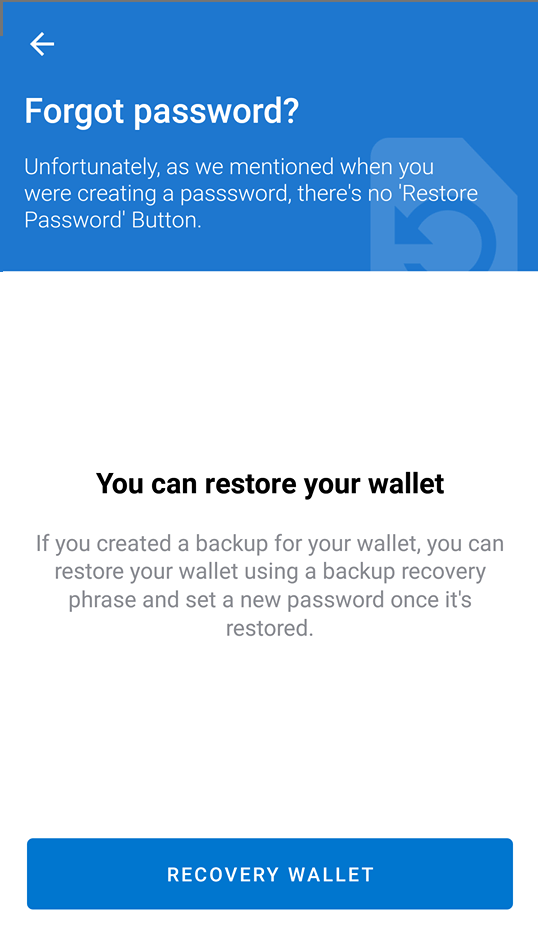 Forgot password?
Unfortunately, as we mentioned when you
were creating a passsword, there's no 'Restore
Password' Button.
You can restore your wallet
If you created a backup for your wallet, you can
restore your wallet using a backup recovery
phrase and set a new password once it's
restored.
RECOVERY WALLET